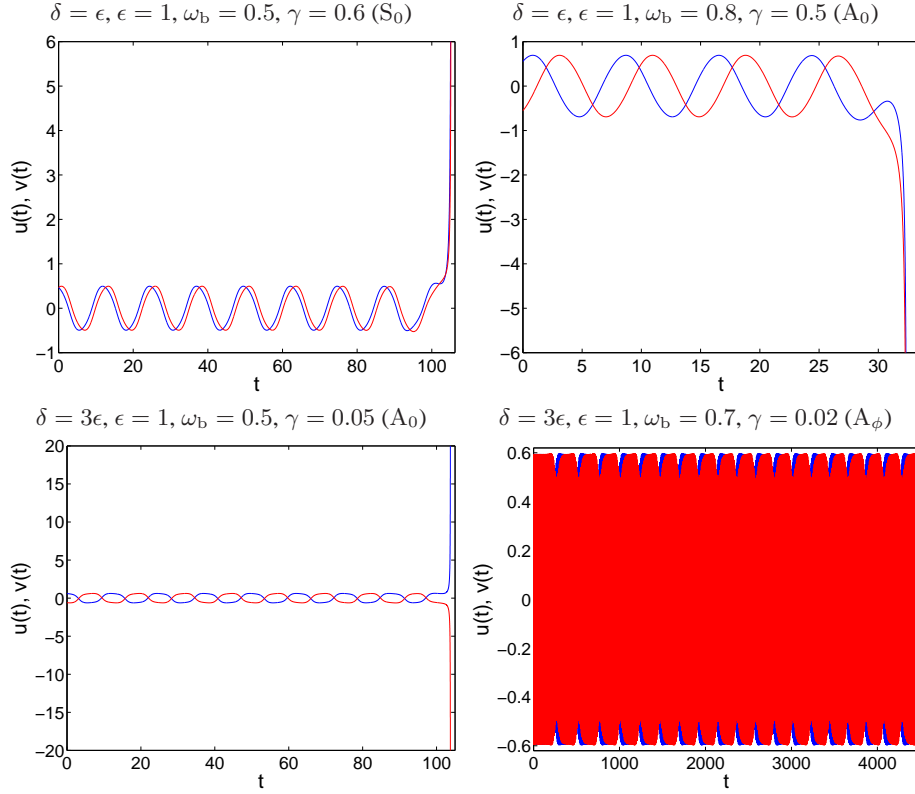 δ = ϵ, ϵ = 1, ω_b = 0.5, γ = 0.6 (S_0)
6
5
4
3
2
1
0
−1
u(t), v(t)
0 20 40 60 80 100
t
δ = ϵ, ϵ = 1, ω_b = 0.8, γ = 0.5 (A_0)
1
0
−1
−2
−3
−4
−5
−6
u(t), v(t)
0 5 10 15 20 25 30
t
δ = 3ϵ, ϵ = 1, ω_b = 0.5, γ = 0.05 (A_0)
20
15
10
5
0
−5
−10
−15
−20
u(t), v(t)
0 20 40 60 80 100
t
δ = 3ϵ, ϵ = 1, ω_b = 0.7, γ = 0.02 (A_ϕ)
0.6
0.4
0.2
0
−0.2
−0.4
−0.6
u(t), v(t)
0 1000 2000 3000 4000
t